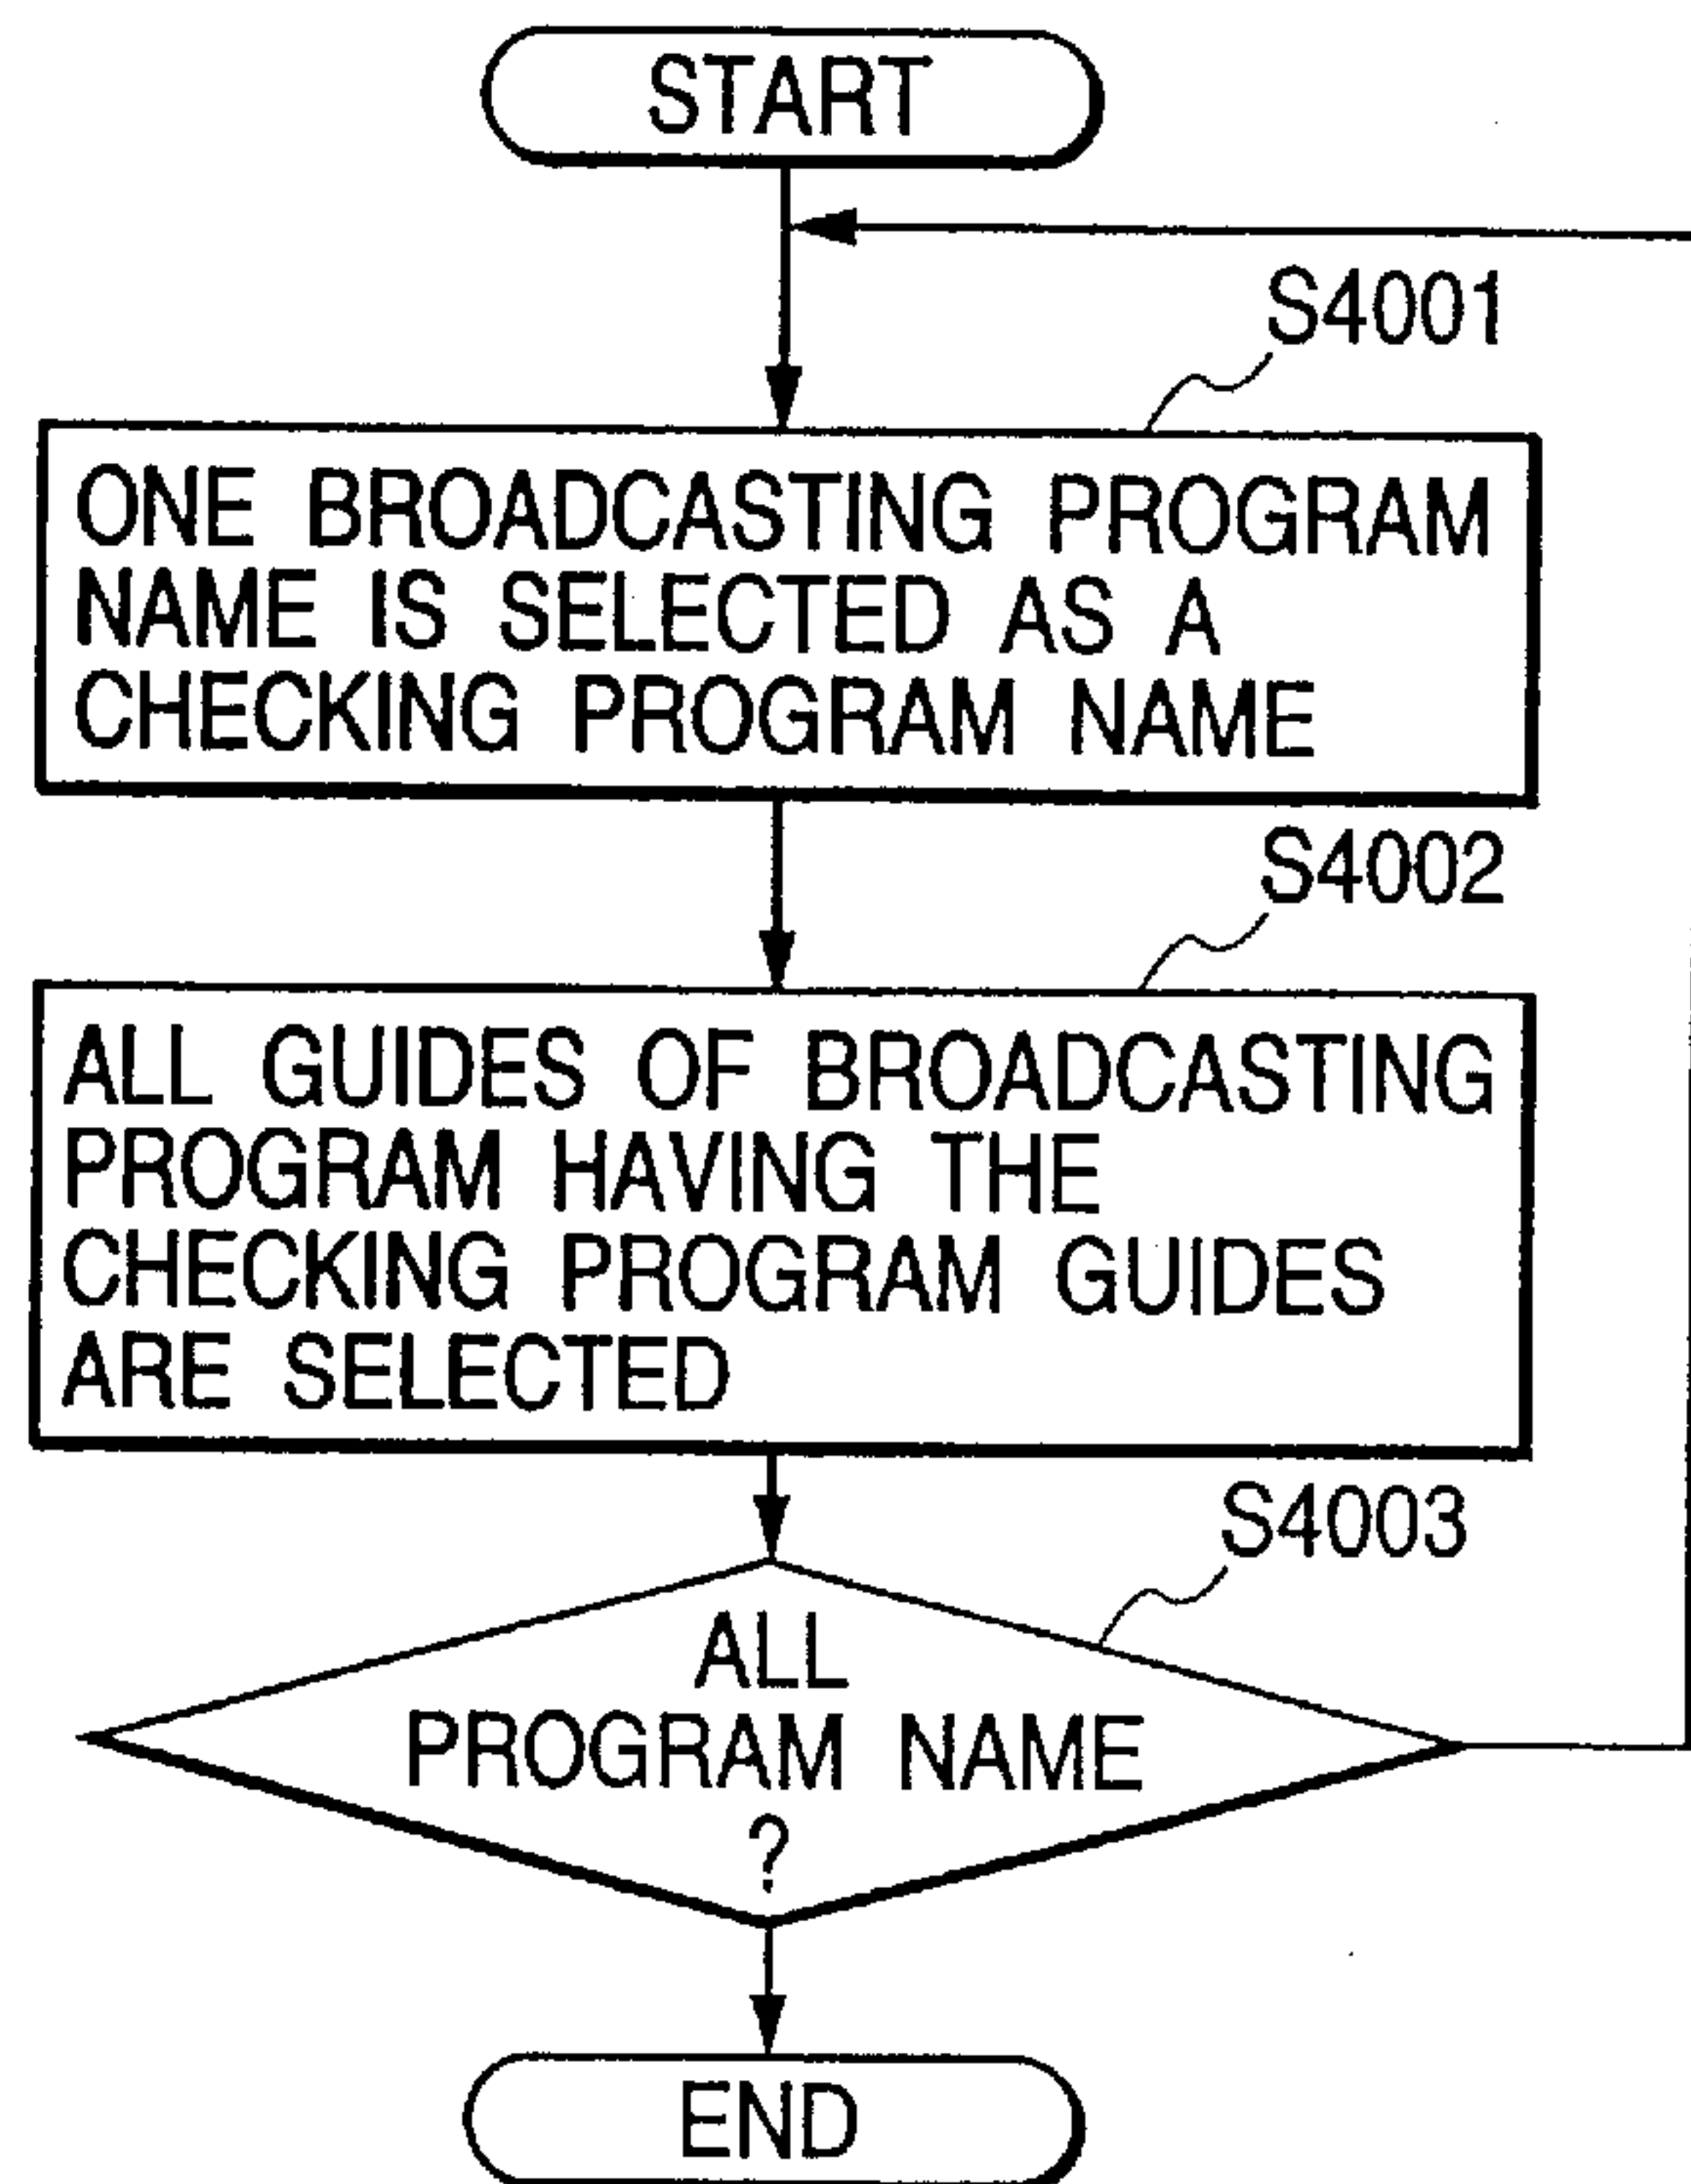 START
S4001
ONE BROADCASTING PROGRAM
NAME IS SELECTED AS A
CHECKING PROGRAM NAME
S4002
ALL GUIDES OF BROADCASTING
PROGRAM HAVING THE
CHECKING PROGRAM GUIDES
ARE SELECTED
S4003
ALL
PROGRAM NAME
?
END